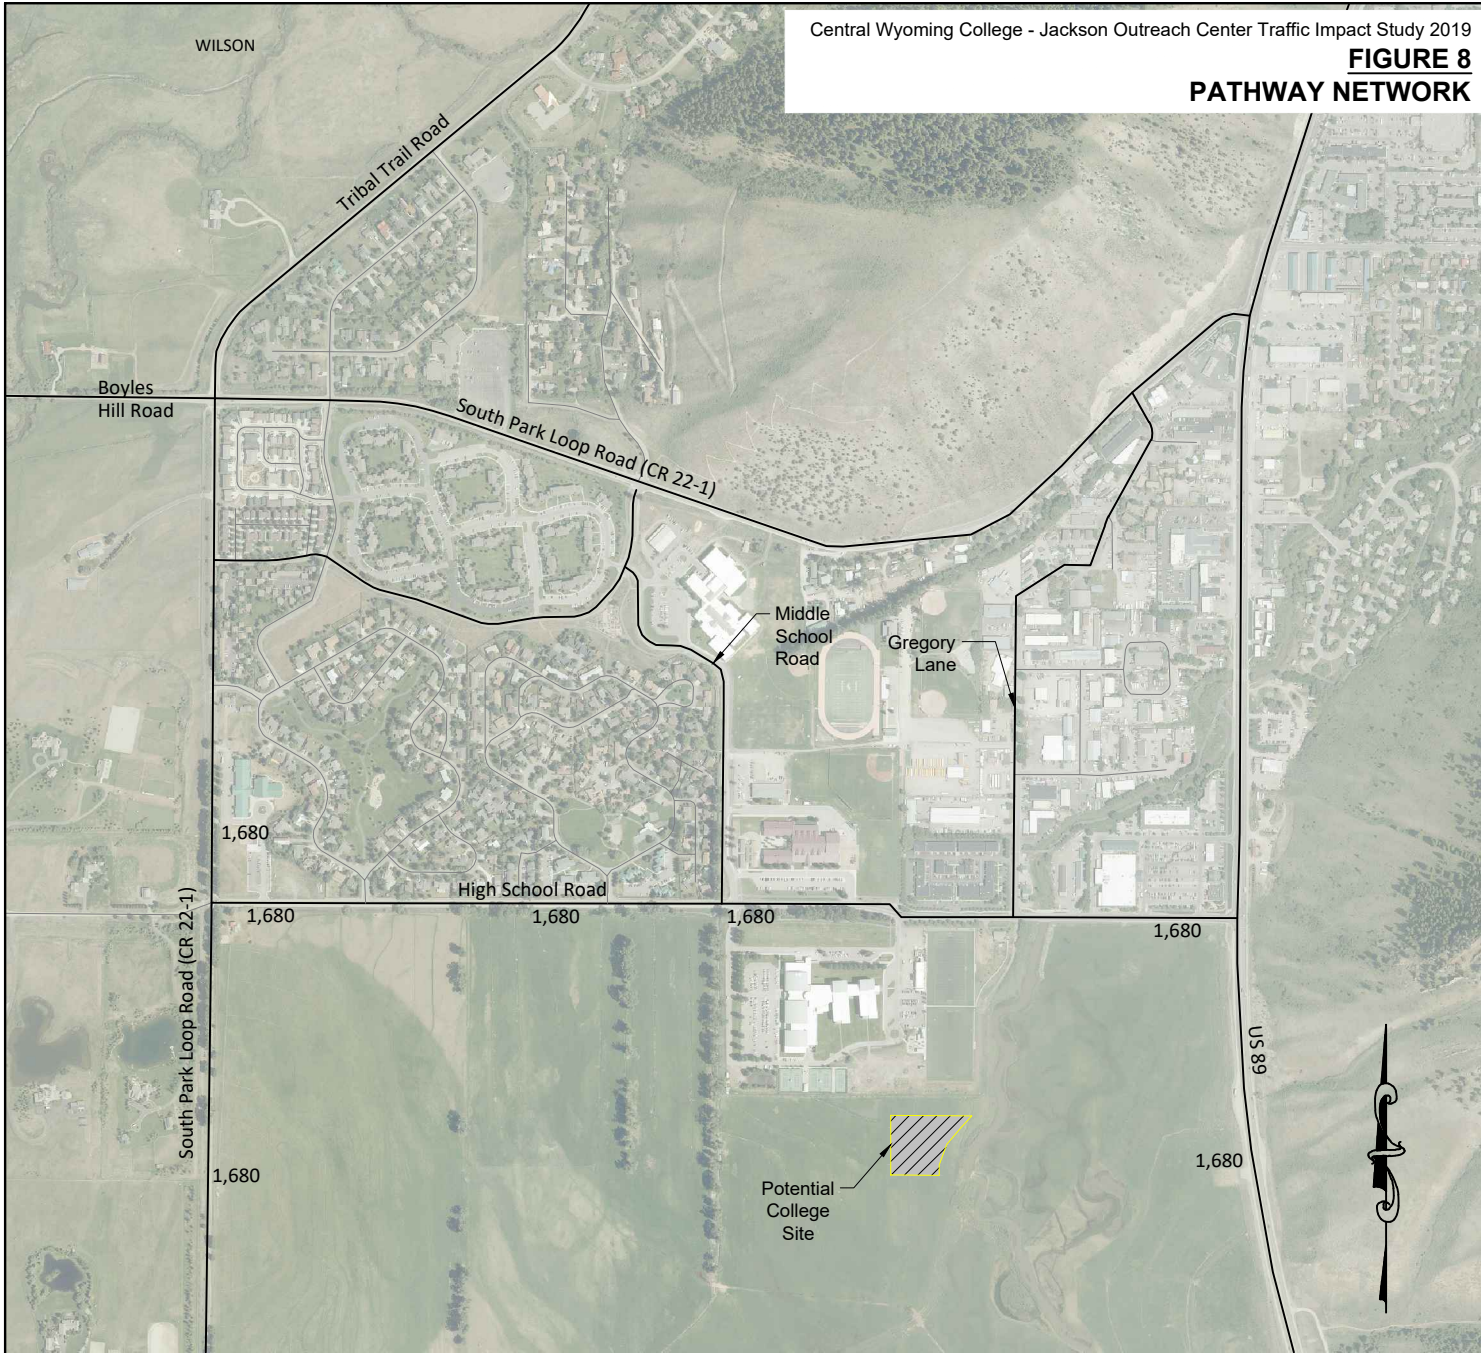 Central Wyoming College - Jackson Outreach Center Traffic Impact Study 2019
FIGURE 8
PATHWAY NETWORK
WILSON
Tribal Trail Road
Boyles
Hill Road
South Park Loop Road (CR 22-1)
Middle
School
Road
Gregory
Lane
1,680
High School Road
1,680
1,680
1,680
1,680
South Park Loop Road (CR 22-1)
US 89
1,680
1,680
Potential
College
Site